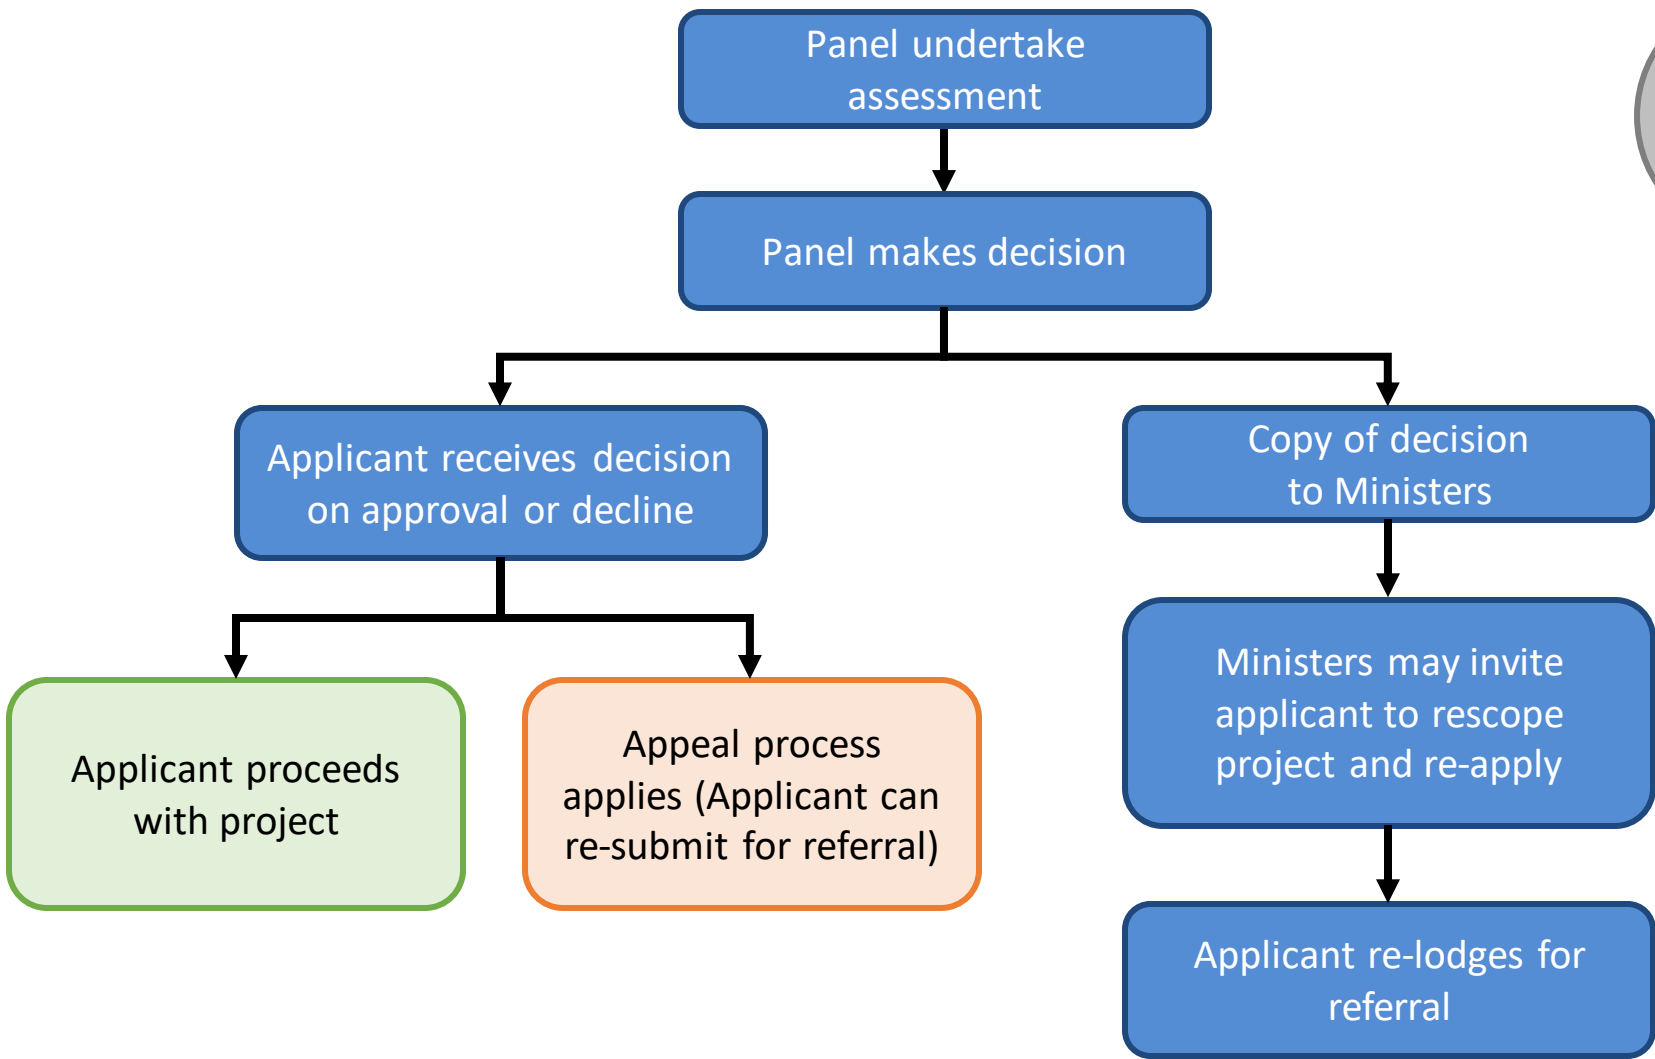 Panel undertake
assessment
Panel makes decision
Applicant receives decision
on approval or decline
Copy of decision
to Ministers
Applicant proceeds
with project
Appeal process
applies (Applicant can
re-submit for referral)
Ministers may invite
applicant to rescope
project and re-apply
Applicant re-lodges for
referral